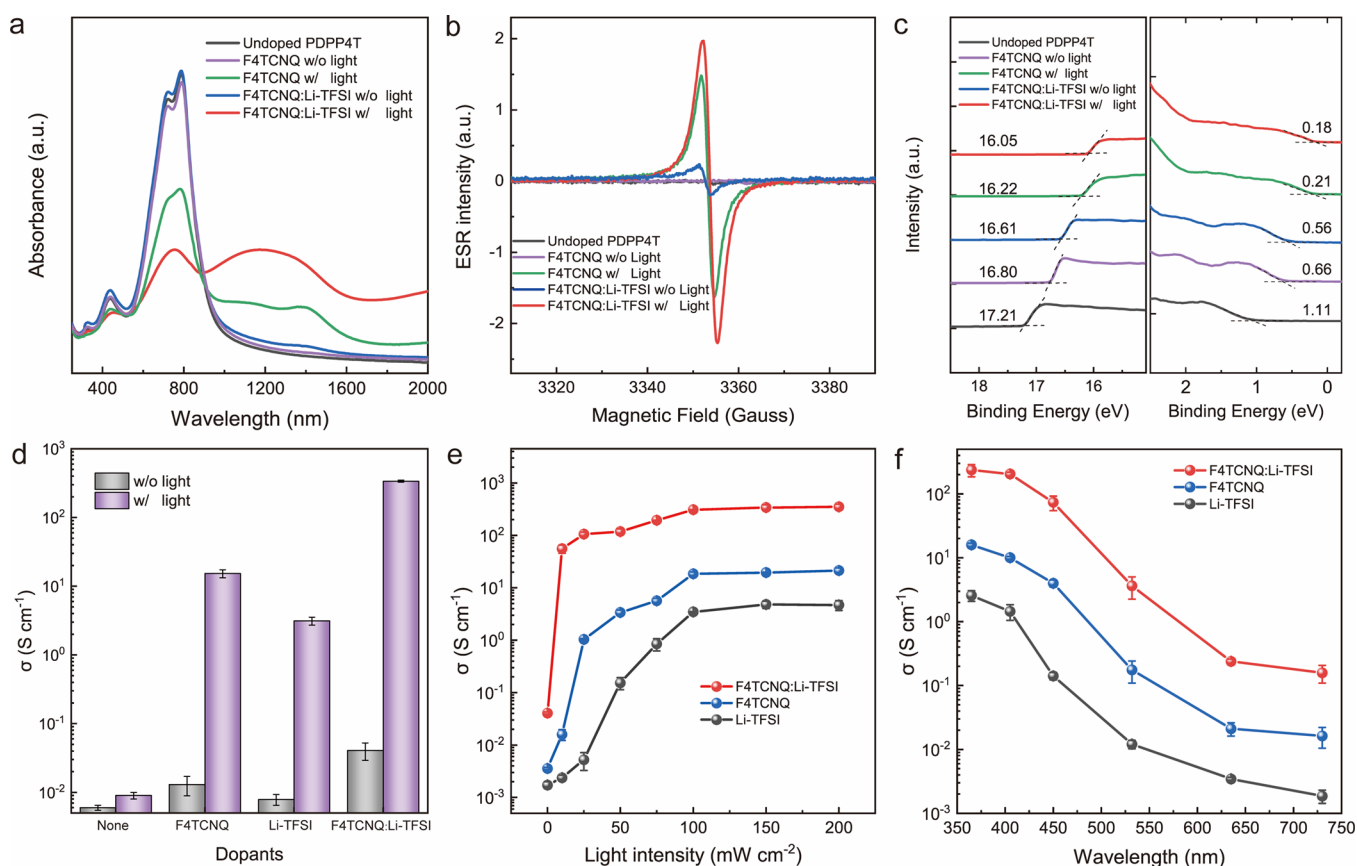 a
Absorbance (a.u.)
Undoped PDPP4T
F4TCNQ w/o light
F4TCNQ w/ light
F4TCNQ:Li-TFSI w/o light
F4TCNQ:Li-TFSI w/ light
400 800 1200 1600 2000
Wavelength (nm)
b
ESR intensity (a.u.)
2
1
0
-1
-2
Undoped PDPP4T
F4TCNQ w/o Light
F4TCNQ w/ Light
F4TCNQ:Li-TFSI w/o Light
F4TCNQ:Li-TFSI w/ Light
3320 3340 3360 3380
Magnetic Field (Gauss)
c
Intensity (a.u.)
Undoped PDPP4T
F4TCNQ w/o light
F4TCNQ w/ light
F4TCNQ:Li-TFSI w/o light
F4TCNQ:Li-TFSI w/ light
16.05
16.22
16.61
16.80
17.21
0.18
0.21
0.56
0.66
1.11
18 17 16
Binding Energy (eV)
2 1 0
Binding Energy (eV)
d
σ (S cm⁻¹)
10³
10²
10¹
10⁰
10⁻¹
10⁻²
w/o light
w/ light
None F4TCNQ Li-TFSI F4TCNQ:Li-TFSI
Dopants
e
σ (S cm⁻¹)
10³
10²
10¹
10⁰
10⁻¹
10⁻²
10⁻³
F4TCNQ:Li-TFSI
F4TCNQ
Li-TFSI
0 50 100 150 200
Light intensity (mW cm⁻²)
f
σ (S cm⁻¹)
10²
10¹
10⁰
10⁻¹
10⁻²
10⁻³
F4TCNQ:Li-TFSI
F4TCNQ
Li-TFSI
350 400 450 500 550 600 650 700 750
Wavelength (nm)